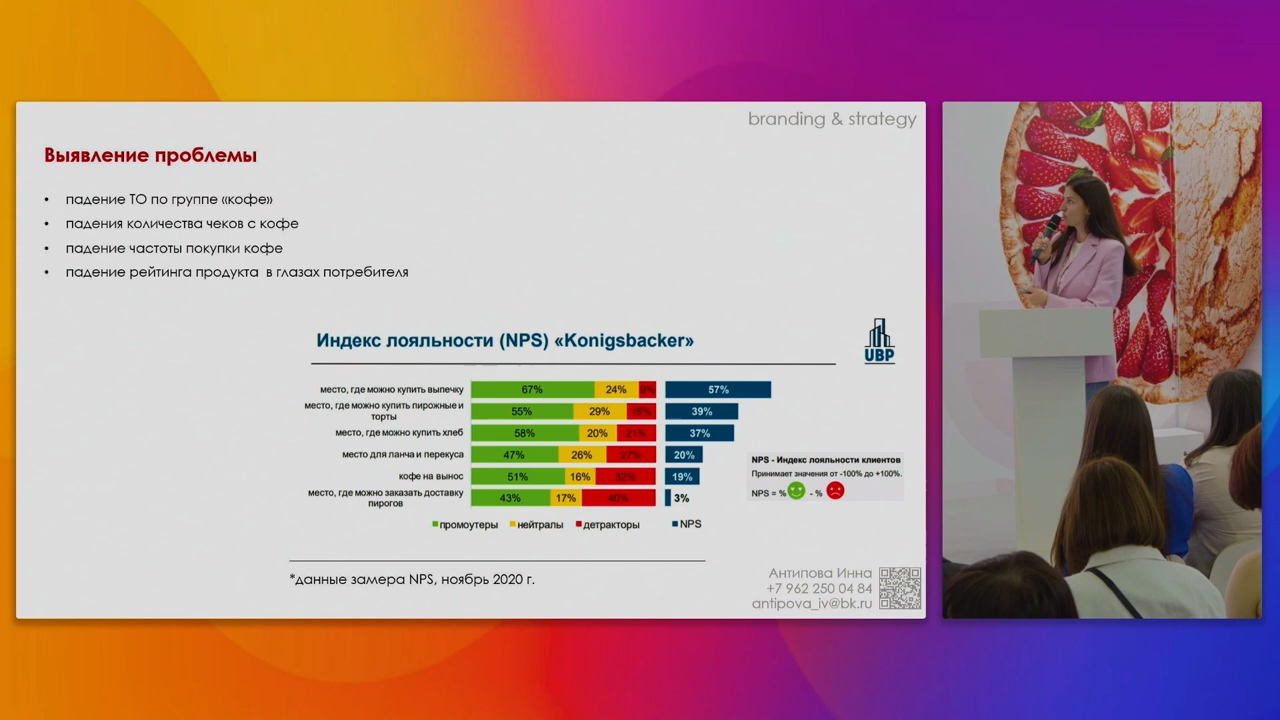 branding & strategy
Выявление проблемы
• падение ТО по группе «кофе»
• падения количества чеков с кофе
• падение частоты покупки кофе
• падение рейтинга продукта в глазах потребителя
Индекс лояльности (NPS) «Konigsbacker»
UBP
место, где можно купить выпечку 67% 24% 57%
место, где можно купить пирожные и
торты 55% 29% 16% 39%
место, где можно купить хлеб 58% 20% 21% 37%
место для ланча и перекуса 47% 26% 27% 20%
кофе на вынос 51% 16% 32% 19%
место, где можно заказать доставку
пирогов 43% 17% 40% 3%
промоутеры нейтралы детракторы NPS
NPS - Индекс лояльности клиентов
Принимает значения от -100% до +100%.
NPS = % - %
*данные замера NPS, ноябрь 2020 г.
Антипова Инна
+7 962 250 04 84
antipova_iv@bk.ru